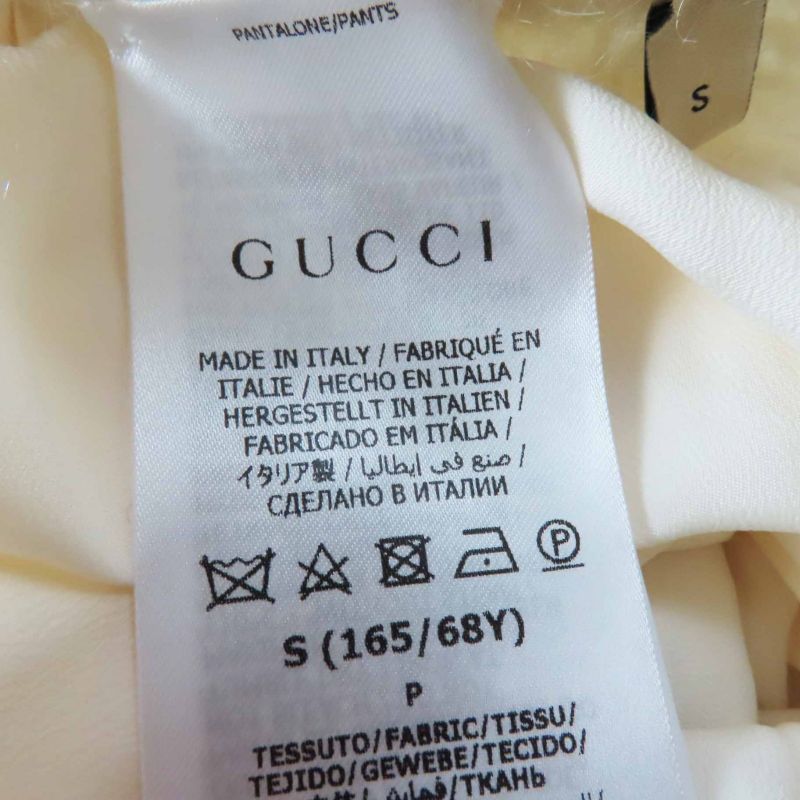 PANTALONE/PANTS
S
GUCCI
MADE IN ITALY / FABRIQUÉ EN
ITALIE / HECHO EN ITALIA /
HERGESTELLT IN ITALIEN /
FABRICADO EM ITÁLIA /
イタリア製 / صنع في ايطاليا /
СДЕЛАНО В ИТАЛИИ
P
S (165/68Y)
P
TESSUTO/FABRIC/TISSU/
TEJIDO/GEWEBE/TECIDO/
/قماش/ТКАНЬ